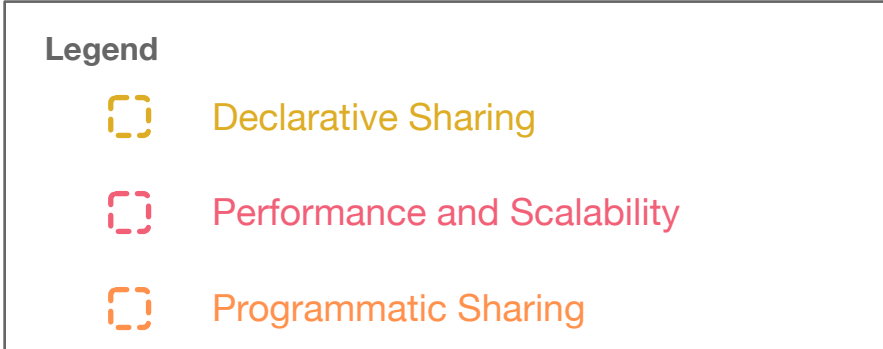 Legend
Declarative Sharing
Performance and Scalability
Programmatic Sharing